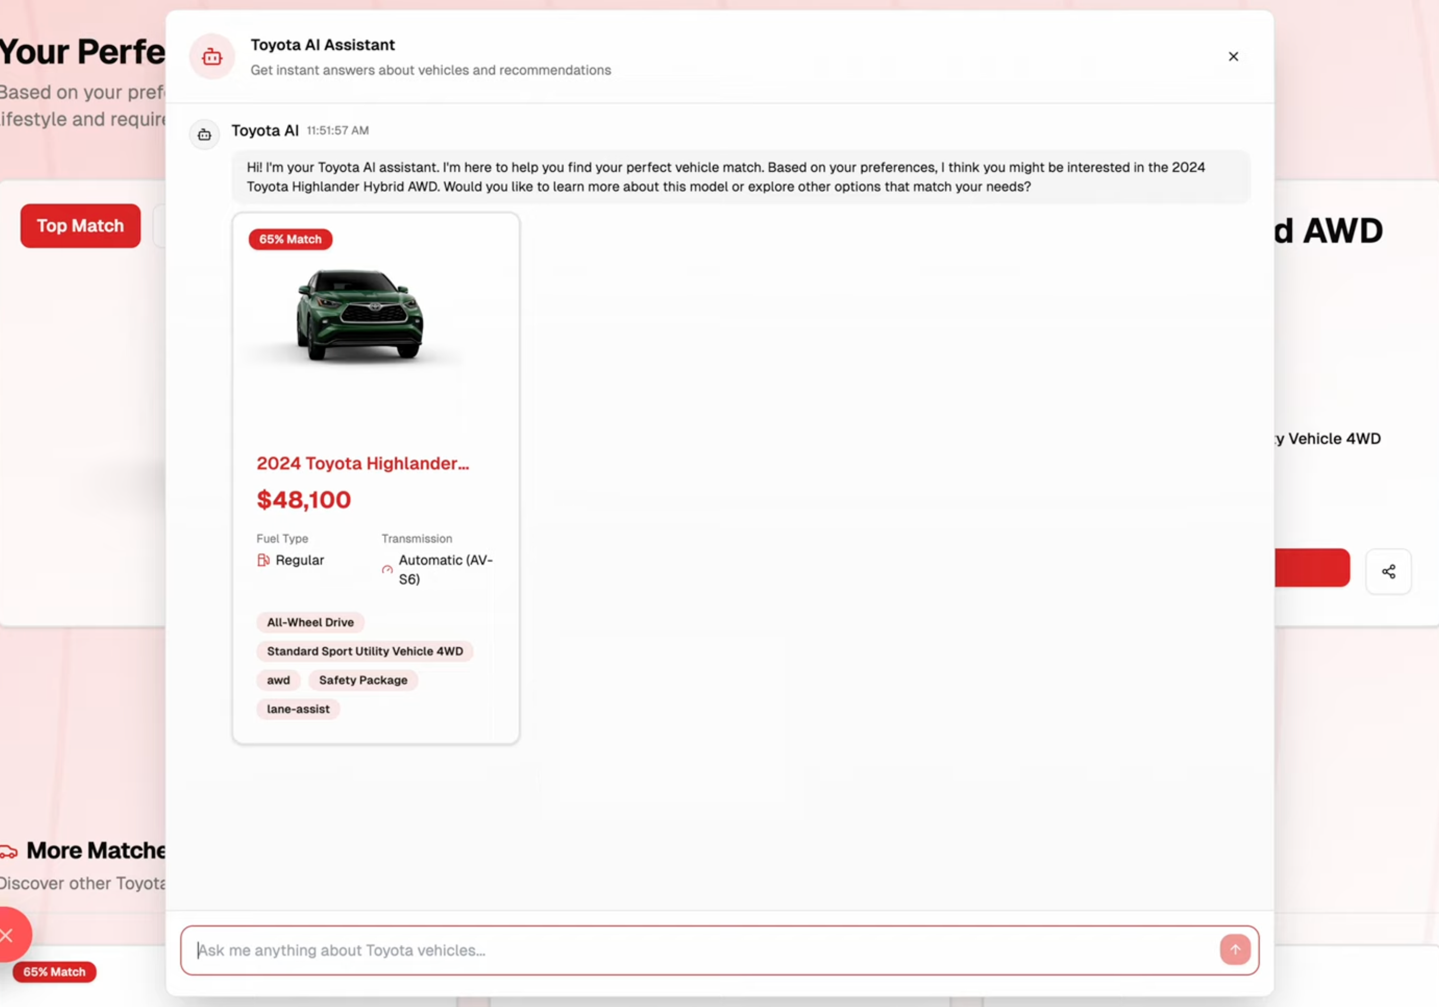 Your Perfe
Based on your pref
ifestyle and require
Top Match
Toyota AI Assistant
Get instant answers about vehicles and recommendations
Toyota AI 11:51:57 AM
Hi! I'm your Toyota AI assistant. I'm here to help you find your perfect vehicle match. Based on your preferences, I think you might be interested in the 2024
Toyota Highlander Hybrid AWD. Would you like to learn more about this model or explore other options that match your needs?
65% Match
2024 Toyota Highlander...
$48,100
Fuel Type
Regular
Transmission
Automatic (AV-
S6)
All-Wheel Drive
Standard Sport Utility Vehicle 4WD
awd
Safety Package
lane-assist
Ask me anything about Toyota vehicles...
d AWD
y Vehicle 4WD
More Matche
Discover other Toyota
65% Match